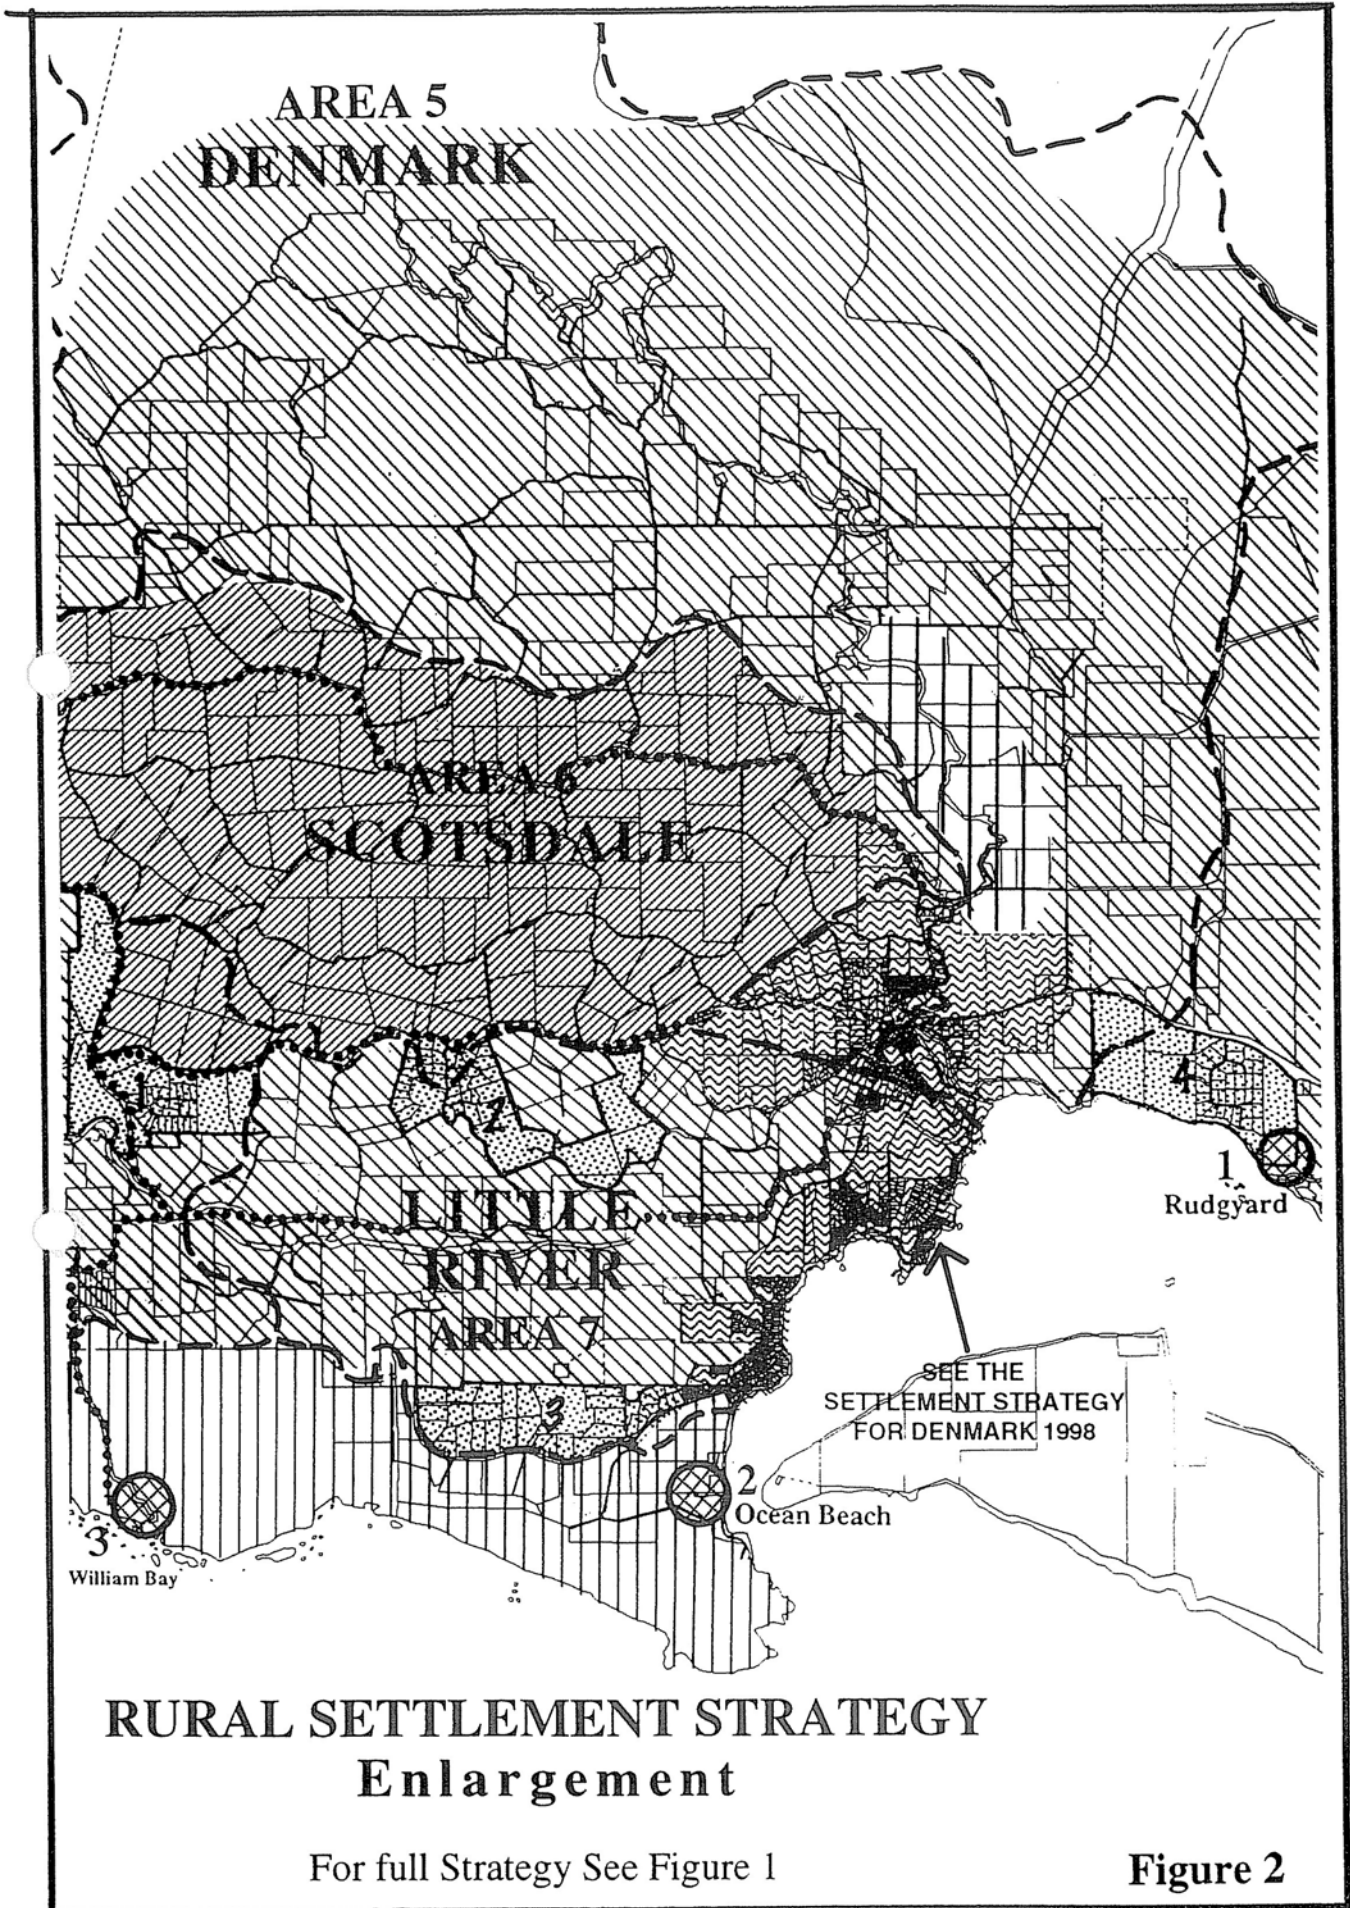 AREA 5
DENMARK
AREA 6
SCOTSDALE
1
2
4
1
Rudgyard
LITTLE
RIVER
AREA 7
3
SEE THE
SETTLEMENT STRATEGY
FOR DENMARK 1998
2
Ocean Beach
3
William Bay
RURAL SETTLEMENT STRATEGY
Enlargement
For full Strategy See Figure 1
Figure 2